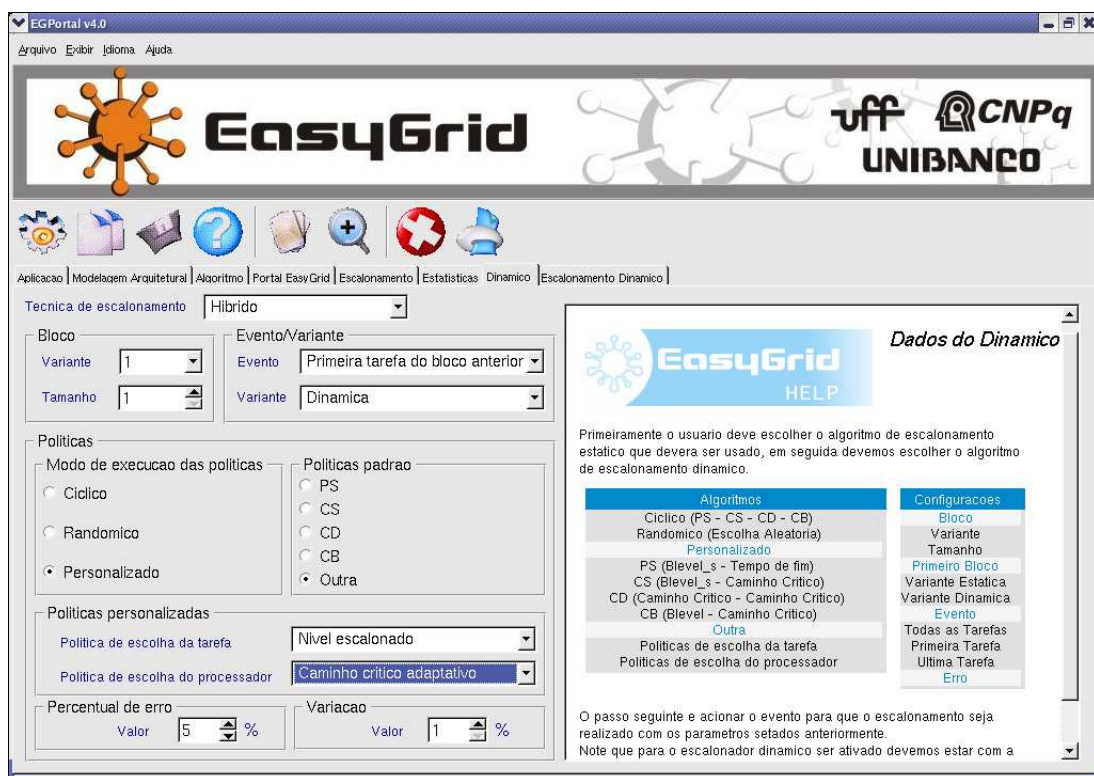 EGPortal v4.0
Arquivo Exibir Idioma Ajuda
EasyGrid
uff CNPq
UNIBANCO
Aplicacao Modelagem Arquitetural Algoritmo Portal EasyGrid Escalonamento Estatisticas Dinamico Escalonamento Dinamico
Tecnica de escalonamento Hibrido
Bloco
Variante 1
Tamanho 1
Evento/Variante
Evento Primeira tarefa do bloco anterior
Variante Dinamica
Politicas
Modo de execucao das politicas
Ciclico
Randomico
Personalizado
Politicas padrao
PS
CS
CD
CB
Outra
Politicas personalizadas
Politica de escolha da tarefa Nivel escalonado
Politica de escolha do processador Caminho critico adaptativo
Percentual de erro
Valor 5 %
Variacao
Valor 1 %
EasyGrid
HELP
Dados do Dinamico
Primeiramente o usuario deve escolher o algoritmo de escalonamento
estatico que devera ser usado, em seguida devemos escolher o algoritmo
de escalonamento dinamico.
Algoritmos
Ciclico (PS - CS - CD - CB)
Randomico (Escolha Aleatoria)
Personalizado
PS (Blevel_s - Tempo de fim)
CS (Blevel_s - Caminho Critico)
CD (Caminho Critico - Caminho Critico)
CB (Blevel - Caminho Critico)
Outra
Politicas de escolha da tarefa
Politicas de escolha do processador
Configuracoes
Bloco
Variante
Tamanho
Primeiro Bloco
Variante Estatica
Variante Dinamica
Evento
Todas as Tarefas
Primeira Tarefa
Ultima Tarefa
Erro
O passo seguinte e acionar o evento para que o escalonamento seja
realizado com os parametros setados anteriormente.
Note que para o escalonador dinamico ser ativado devemos estar com a